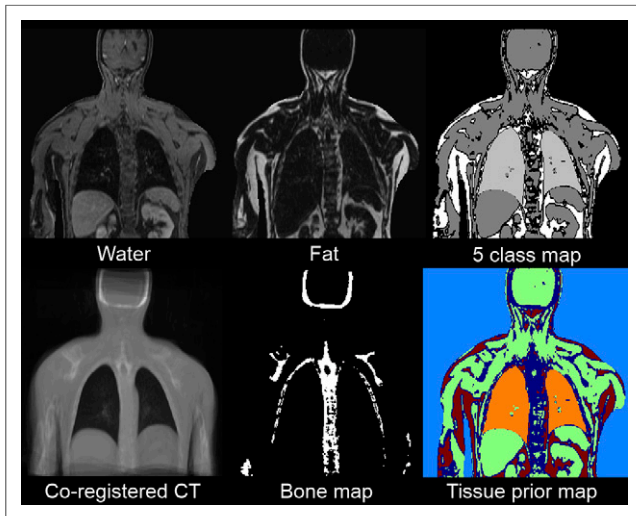 Water
Fat
5 class map
Co-registered CT
Bone map
Tissue prior map